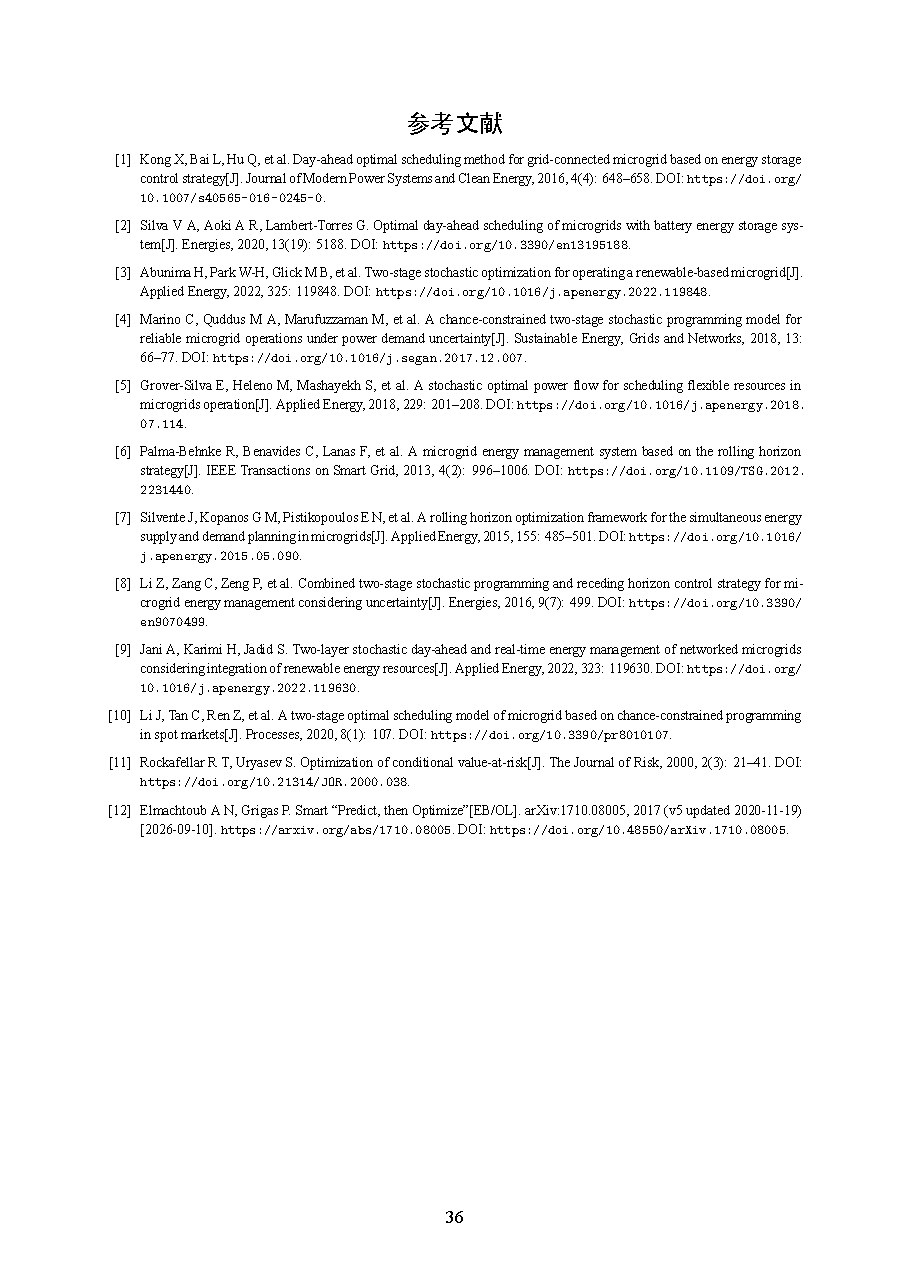 参考文献
[1] Kong X, Bai L, Hu Q, et al. Day-ahead optimal scheduling method for grid-connected microgrid based on energy storage
control strategy[J]. Journal of Modern Power Systems and Clean Energy, 2016, 4(4): 648–658. DOI: https://doi.org/
10.1007/s40565-016-0245-0.
[2] Silva V A, Aoki A R, Lambert-Torres G. Optimal day-ahead scheduling of microgrids with battery energy storage sys-
tem[J]. Energies, 2020, 13(19): 5188. DOI: https://doi.org/10.3390/en13195188.
[3] Abunima H, Park W-H, Glick M B, et al. Two-stage stochastic optimization for operating a renewable-based microgrid[J].
Applied Energy, 2022, 325: 119848. DOI: https://doi.org/10.1016/j.apenergy.2022.119848.
[4] Marino C, Quddus M A, Marufuzzaman M, et al. A chance-constrained two-stage stochastic programming model for
reliable microgrid operations under power demand uncertainty[J]. Sustainable Energy, Grids and Networks, 2018, 13:
66–77. DOI: https://doi.org/10.1016/j.segan.2017.12.007.
[5] Grover-Silva E, Heleno M, Mashayekh S, et al. A stochastic optimal power flow for scheduling flexible resources in
microgrids operation[J]. Applied Energy, 2018, 229: 201–208. DOI: https://doi.org/10.1016/j.apenergy.2018.
07.114.
[6] Palma-Behnke R, Benavides C, Lanas F, et al. A microgrid energy management system based on the rolling horizon
strategy[J]. IEEE Transactions on Smart Grid, 2013, 4(2): 996–1006. DOI: https://doi.org/10.1109/TSG.2012.
2231440.
[7] Silvente J, Kopanos G M, Pistikopoulos E N, et al. A rolling horizon optimization framework for the simultaneous energy
supply and demand planning in microgrids[J]. Applied Energy, 2015, 155: 485–501. DOI: https://doi.org/10.1016/
j.apenergy.2015.05.090.
[8] Li Z, Zang C, Zeng P, et al. Combined two-stage stochastic programming and receding horizon control strategy for mi-
crogrid energy management considering uncertainty[J]. Energies, 2016, 9(7): 499. DOI: https://doi.org/10.3390/
en9070499.
[9] Jani A, Karimi H, Jadid S. Two-layer stochastic day-ahead and real-time energy management of networked microgrids
considering integration of renewable energy resources[J]. Applied Energy, 2022, 323: 119630. DOI: https://doi.org/
10.1016/j.apenergy.2022.119630.
[10] Li J, Tan C, Ren Z, et al. A two-stage optimal scheduling model of microgrid based on chance-constrained programming
in spot markets[J]. Processes, 2020, 8(1): 107. DOI: https://doi.org/10.3390/pr8010107.
[11] Rockafellar R T, Uryasev S. Optimization of conditional value-at-risk[J]. The Journal of Risk, 2000, 2(3): 21–41. DOI:
https://doi.org/10.21314/JOR.2000.038.
[12] Elmachtoub A N, Grigas P. Smart “Predict, then Optimize”[EB/OL]. arXiv:1710.08005, 2017 (v5 updated 2020-11-19)
[2026-09-10]. https://arxiv.org/abs/1710.08005. DOI: https://doi.org/10.48550/arXiv.1710.08005.
36